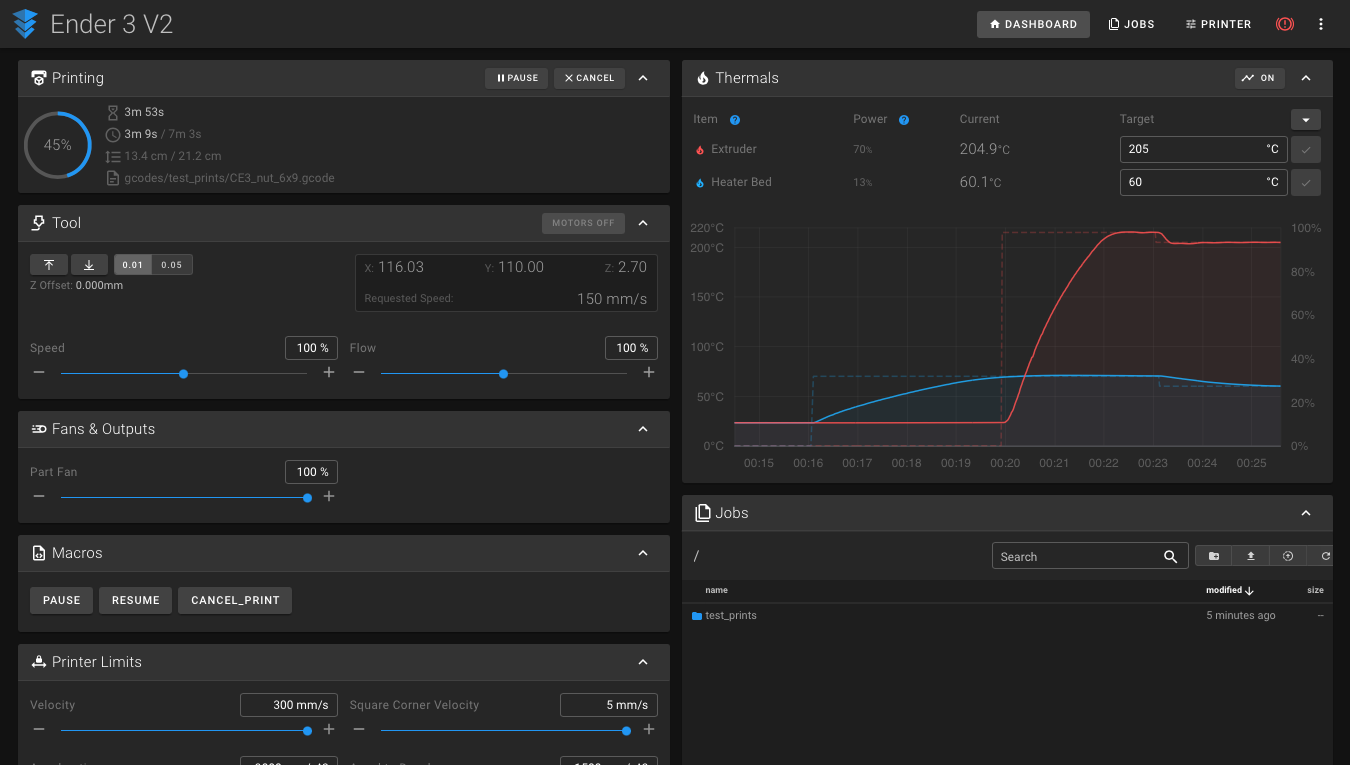 Ender 3 V2
DASHBOARD
JOBS
PRINTER
Printing
PAUSE
CANCEL
45%
3m 53s
3m 9s / 7m 3s
13.4 cm / 21.2 cm
gcodes/test_prints/CE3_nut_6x9.gcode
Tool
MOTORS OFF
0.01
0.05
Z Offset: 0.000mm
X: 116.03
Y: 110.00
Z: 2.70
Requested Speed:
150 mm/s
Speed
100 %
Flow
100 %
Fans & Outputs
Part Fan
100 %
Macros
PAUSE
RESUME
CANCEL_PRINT
Printer Limits
Velocity
300 mm/s
Square Corner Velocity
5 mm/s
Thermals
ON
Item
Power
Current
Target
Extruder
70%
204.9°C
205
°C
Heater Bed
13%
60.1°C
60
°C
220°C
200°C
150°C
100°C
50°C
0°C
100%
80%
60%
40%
20%
0%
00:15
00:16
00:17
00:18
00:19
00:20
00:21
00:22
00:23
00:24
00:25
Jobs
/
Search
name
modified
size
test_prints
5 minutes ago
--